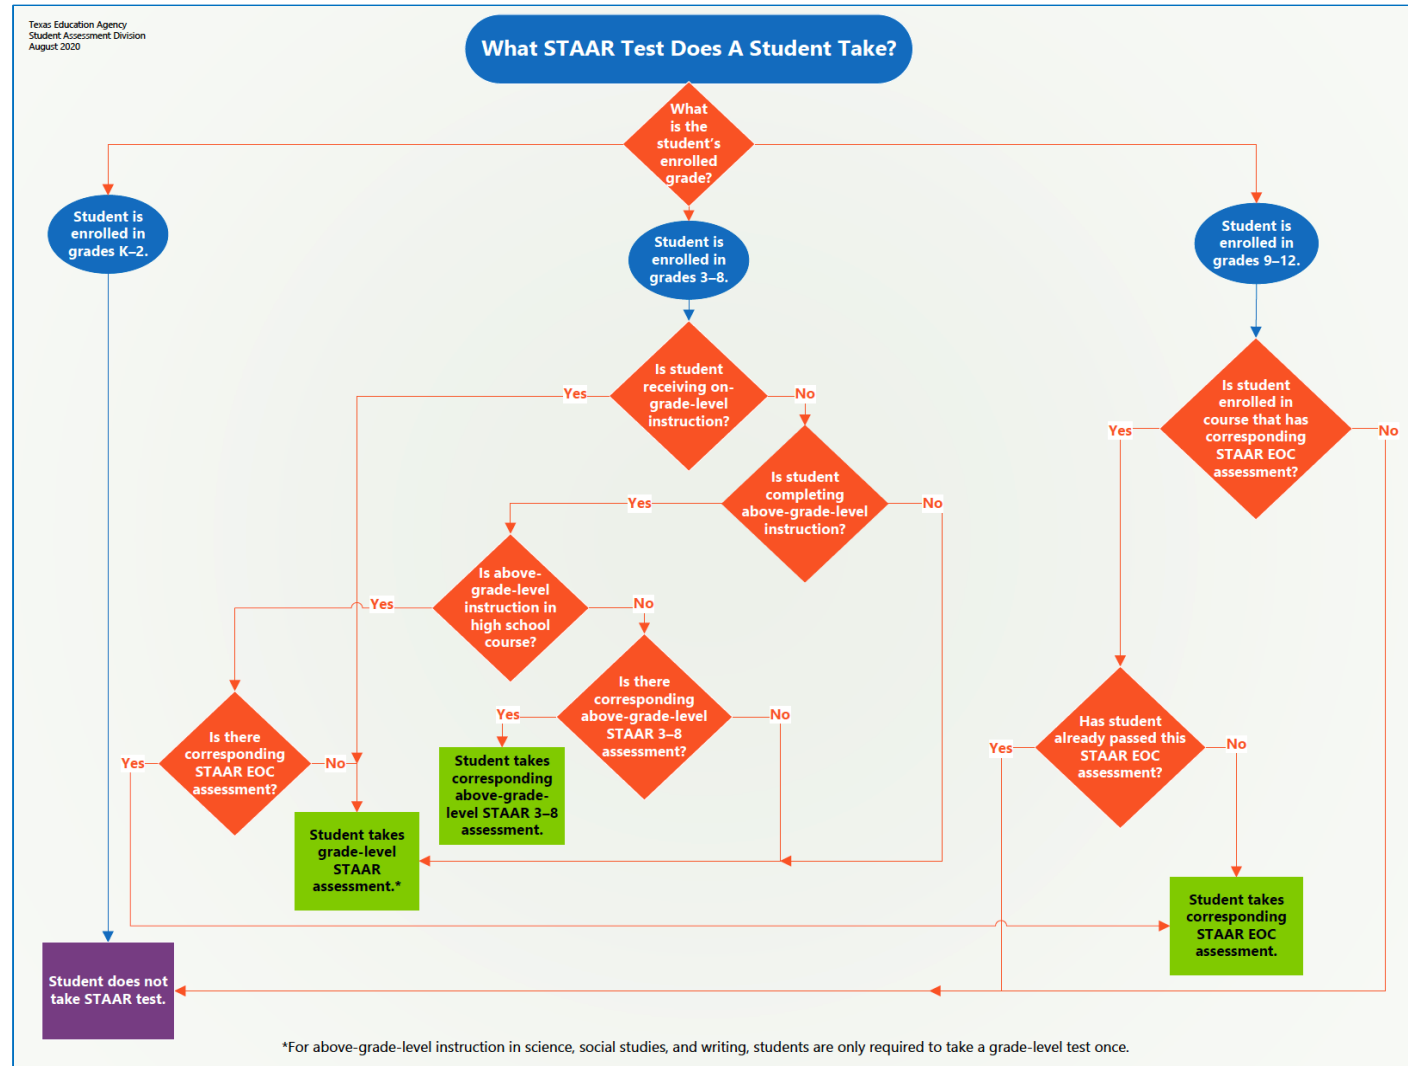 Texas Education Agency
Student Assessment Division
August 2020
What STAAR Test Does A Student Take?
What
is the
student’s
enrolled
grade?
Student is
enrolled in
grades K–2.
Student is
enrolled in
grades 3–8.
Student is
enrolled in
grades 9–12.
Is student
receiving on-
grade-level
instruction?
Yes
No
Is student
enrolled in
course that has
corresponding
STAAR EOC
assessment?
Yes
No
Is student
completing
above-grade-level
instruction?
Yes
No
Is above-
grade-level
instruction in
high school
course?
Yes
No
Is there
corresponding
above-grade-level
STAAR 3–8
assessment?
Yes
No
Is there
corresponding
STAAR EOC
assessment?
Yes
No
Has student
already passed this
STAAR EOC
assessment?
Yes
No
Student takes
corresponding
above-grade-
level STAAR 3–8
assessment.
Student takes
grade-level
STAAR
assessment.*
Student takes
corresponding
STAAR EOC
assessment.
Student does not
take STAAR test.
*For above-grade-level instruction in science, social studies, and writing, students are only required to take a grade-level test once.